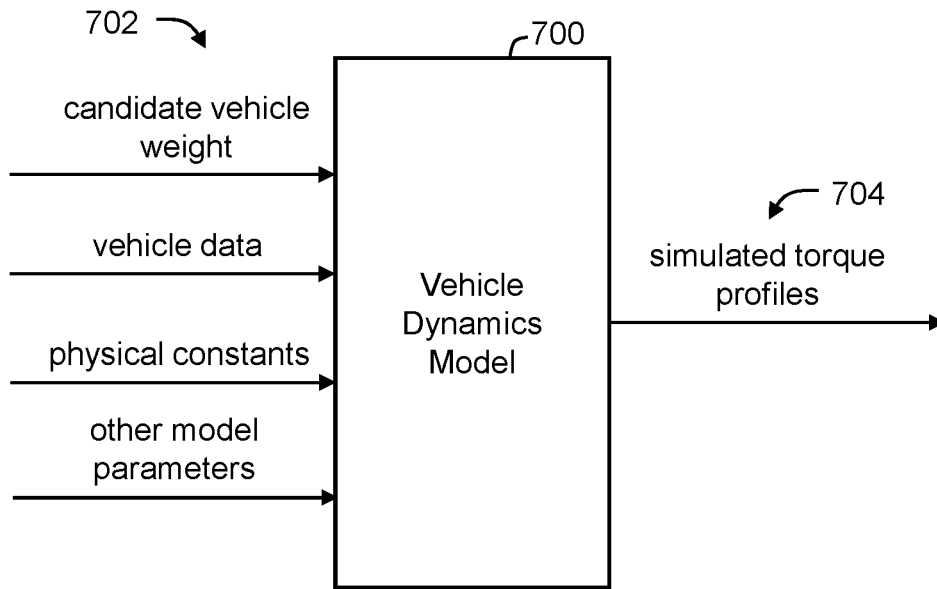 702
700
candidate vehicle
weight
vehicle data
physical constants
other model
parameters
Vehicle
Dynamics
Model
704
simulated torque
profiles